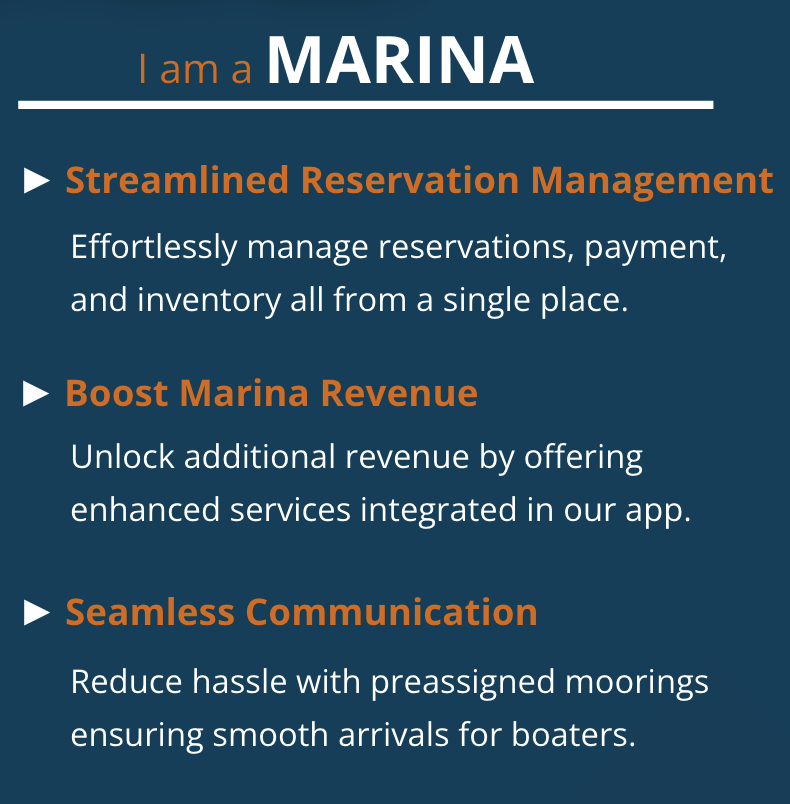 I am a MARINA
► Streamlined Reservation Management
Effortlessly manage reservations, payment,
and inventory all from a single place.
► Boost Marina Revenue
Unlock additional revenue by offering
enhanced services integrated in our app.
► Seamless Communication
Reduce hassle with preassigned moorings
ensuring smooth arrivals for boaters.